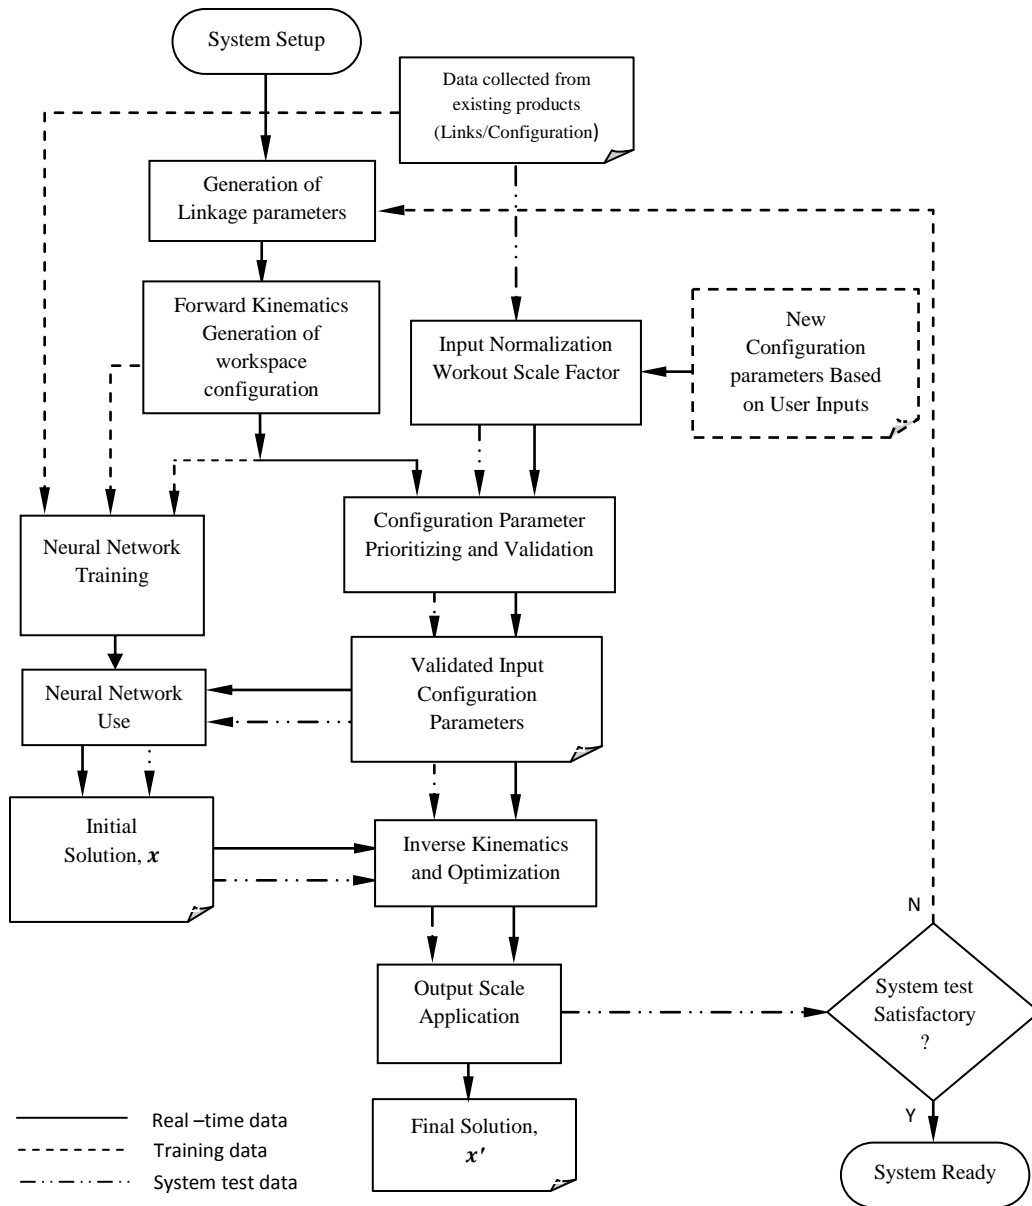 System Setup
Data collected from
existing products
(Links/Configuration)
Generation of
Linkage parameters
Forward Kinematics
Generation of
workspace
configuration
Input Normalization
Workout Scale Factor
New
Configuration
parameters Based
on User Inputs
Neural Network
Training
Configuration Parameter
Prioritizing and Validation
Neural Network
Use
Validated Input
Configuration
Parameters
Initial
Solution, x
Inverse Kinematics
and Optimization
N
Output Scale
Application
System test
Satisfactory
?
Y
Final Solution,
x'
System Ready
Real –time data
Training data
System test data